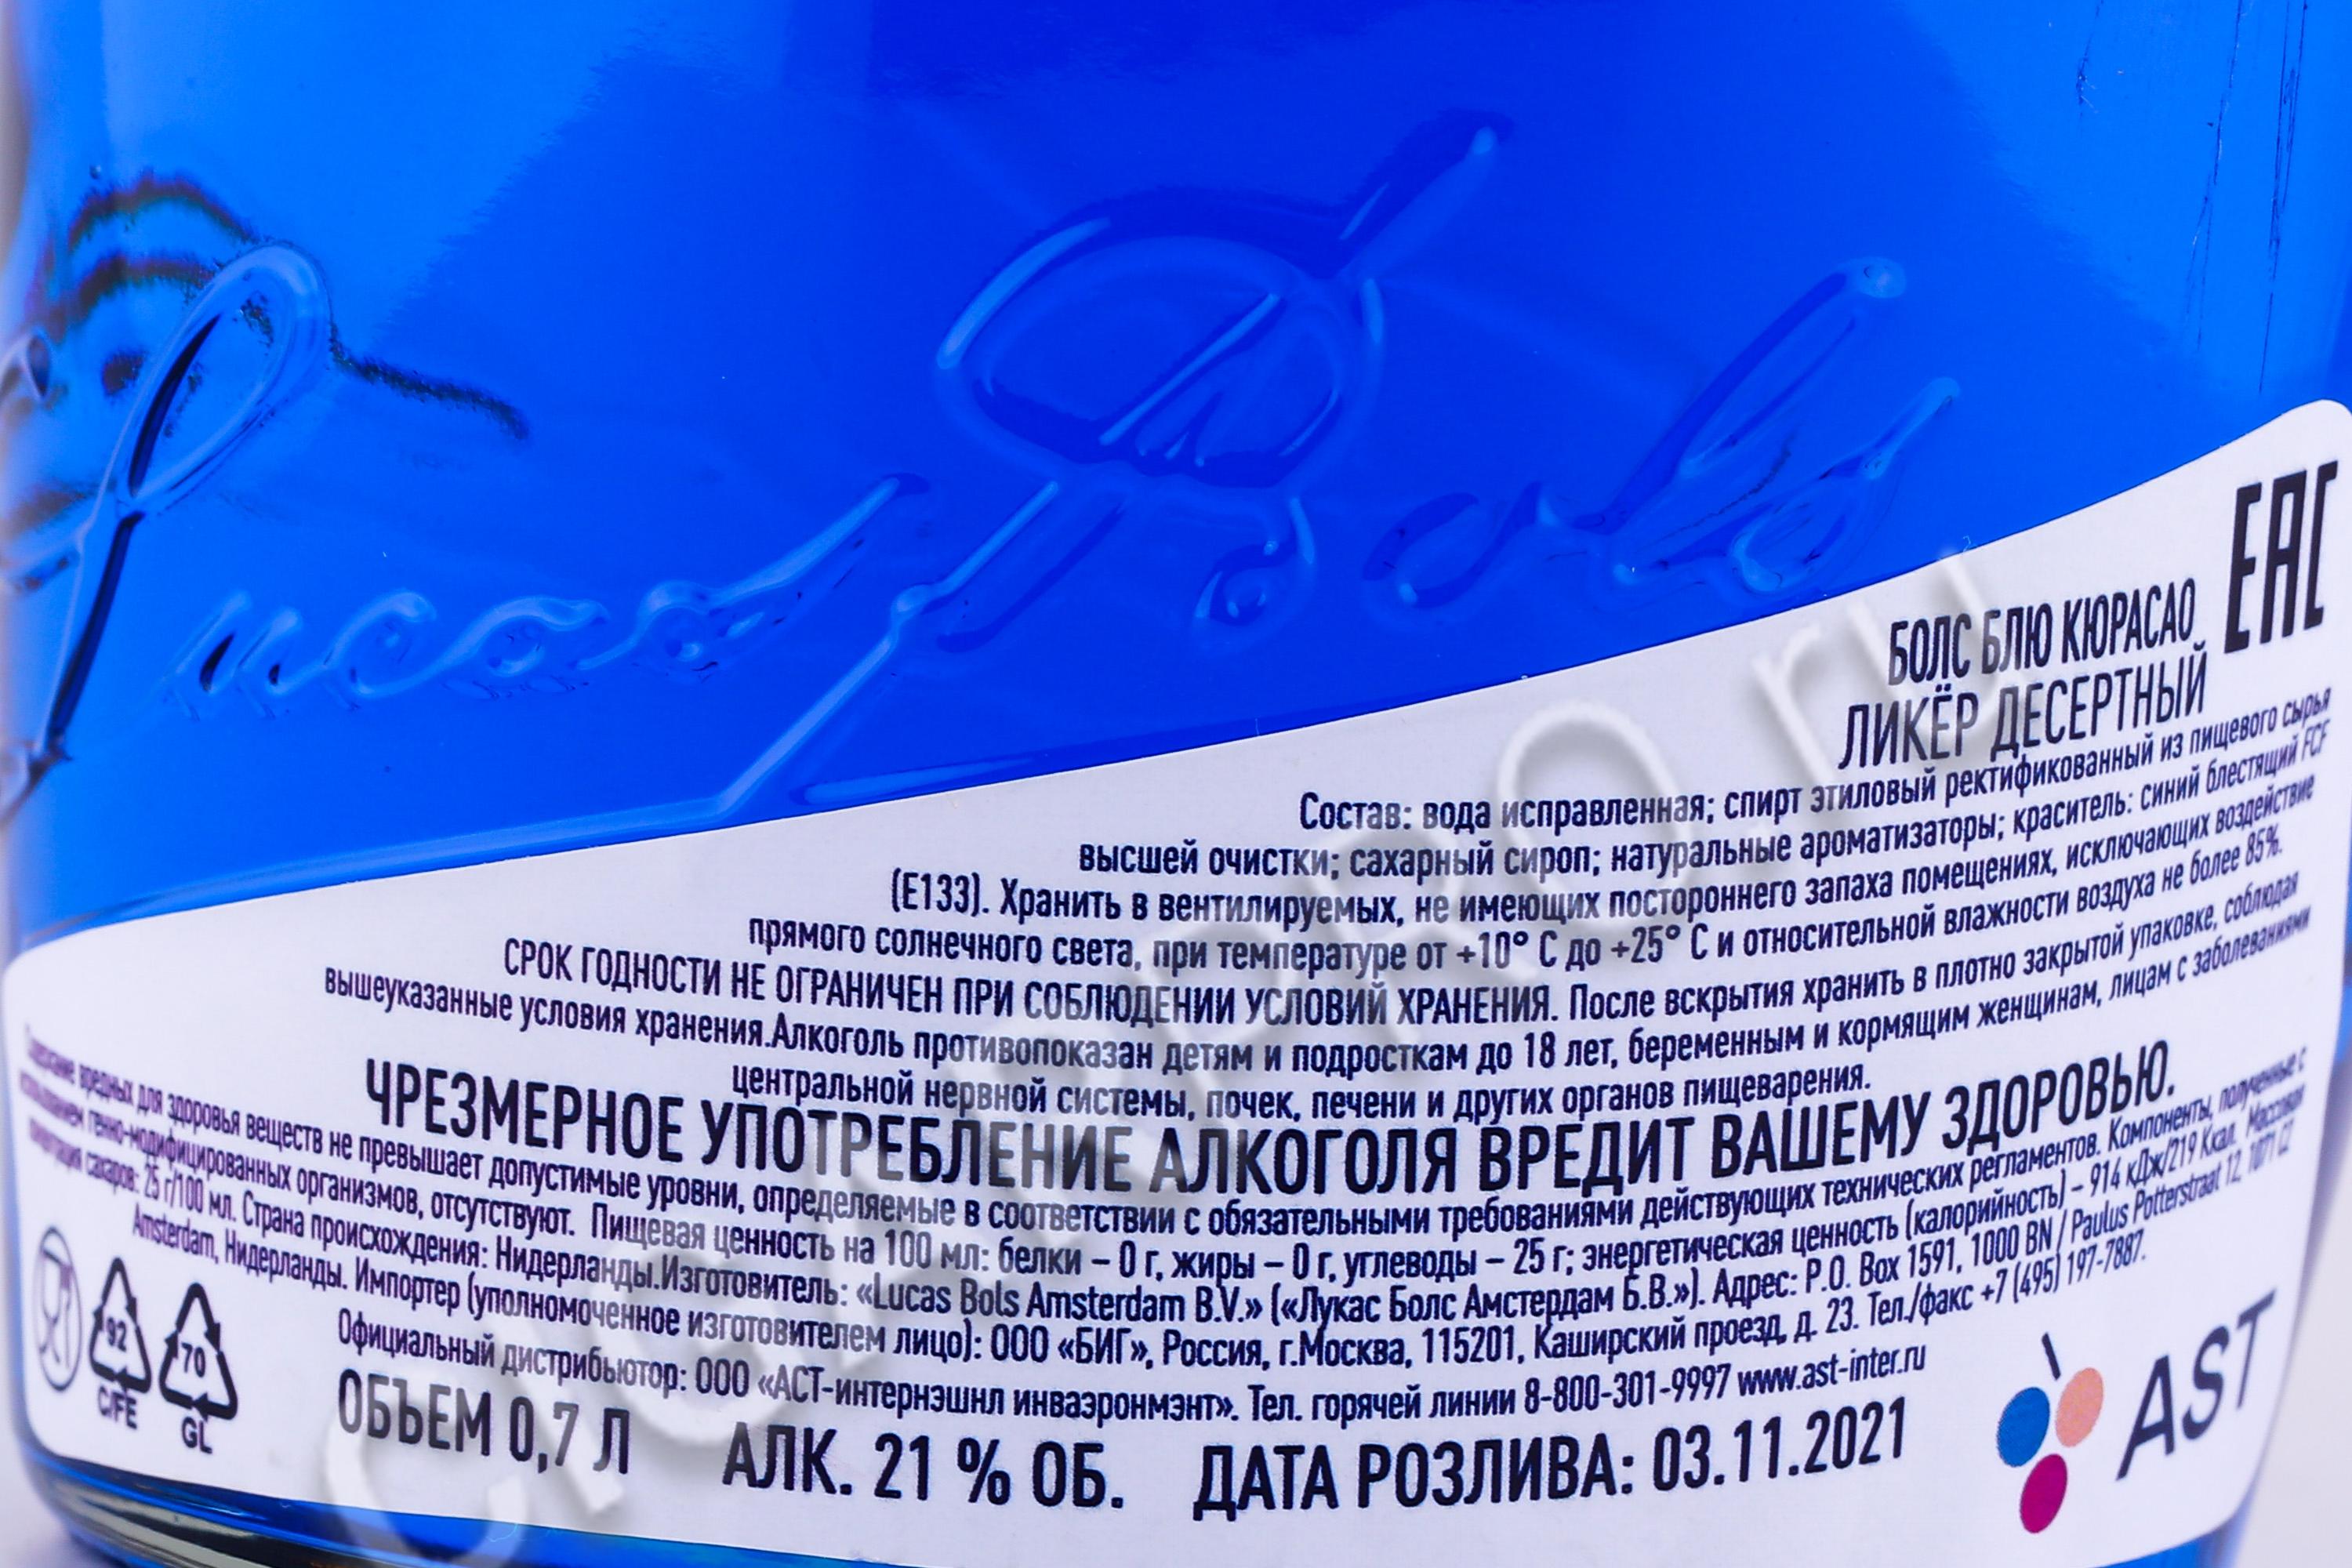 Lucas Bols
EAC
БОЛС БЛЮ КЮРАСАО
ЛИКЁР ДЕСЕРТНЫЙ
Состав: вода исправленная; спирт этиловый ректификованный из пищевого сырья
высшей очистки; сахарный сироп; натуральные ароматизаторы; краситель: синий блестящий FCF
(Е133). Хранить в вентилируемых, не имеющих постороннего запаха помещениях, исключающих воздействие
прямого солнечного света, при температуре от +10° С до +25° С и относительной влажности воздуха не более 85%.
СРОК ГОДНОСТИ НЕ ОГРАНИЧЕН ПРИ СОБЛЮДЕНИИ УСЛОВИЙ ХРАНЕНИЯ. После вскрытия хранить в плотно закрытой упаковке, соблюдая
вышеуказанные условия хранения.Алкоголь противопоказан детям и подросткам до 18 лет, беременным и кормящим женщинам, лицам с заболеваниями
центральной нервной системы, почек, печени и других органов пищеварения.
ЧРЕЗМЕРНОЕ УПОТРЕБЛЕНИЕ АЛКОГОЛЯ ВРЕДИТ ВАШЕМУ ЗДОРОВЬЮ.
Содержание вредных для здоровья веществ не превышает допустимые уровни, определяемые в соответствии с обязательными требованиями действующих технических регламентов. Компоненты, полученные с
использованием генно-модифицированных организмов, отсутствуют. Пищевая ценность на 100 мл: белки – 0 г, жиры – 0 г, углеводы – 25 г; энергетическая ценность (калорийность) – 914 кДж/219 Ккал. Массовая
концентрация сахаров: 25 г/100 мл. Страна происхождения: Нидерланды.Изготовитель: «Lucas Bols Amsterdam B.V.» («Лукас Болс Амстердам Б.В.»). Адрес: P.O. Box 1591, 1000 BN / Paulus Potterstraat 12, 1071 CZ
Amsterdam, Нидерланды. Импортер (уполномоченное изготовителем лицо): ООО «БИГ», Россия, г.Москва, 115201, Каширский проезд, д. 23. Тел./факс +7 (495) 197-7887.
Официальный дистрибьютор: ООО «АСТ-интернэшнл инваэронмэнт». Тел. горячей линии 8-800-301-9997 www.ast-inter.ru
92
C/FE
70
GL
ОБЪЕМ 0,7 Л АЛК. 21 % ОБ. ДАТА РОЗЛИВА: 03.11.2021
AST